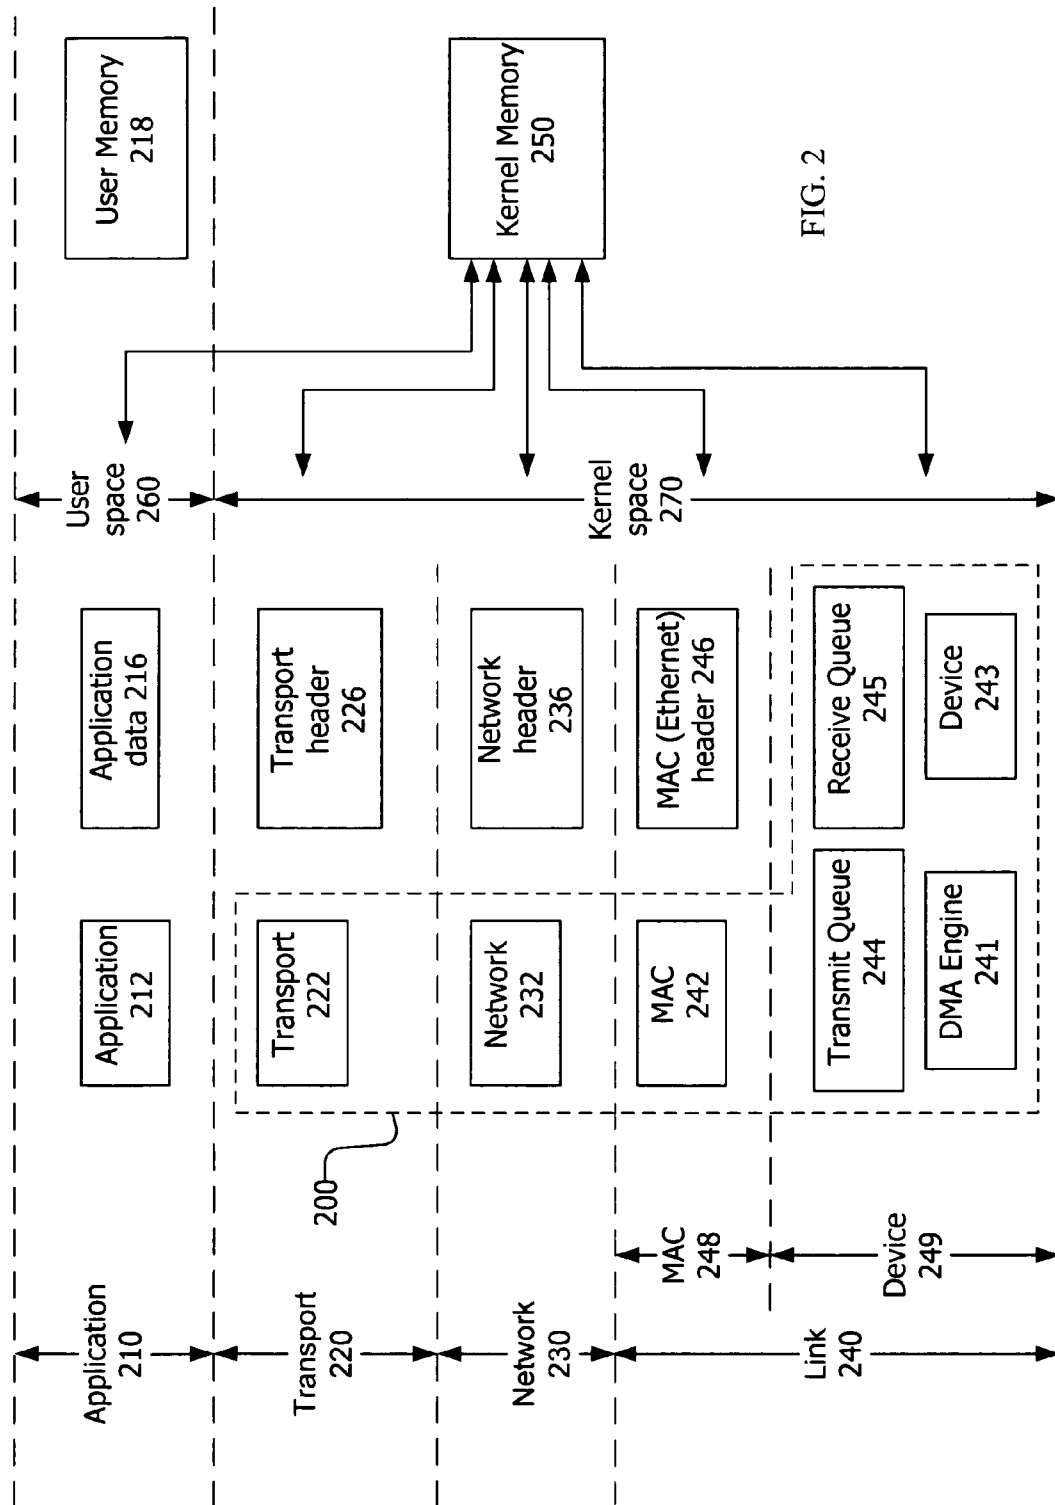 Application
210
Application
212
Application
data 216
User
space
260
User Memory
218
Transport
220
200
Transport
222
Transport
header
226
Network
230
Network
232
Network
header
236
Kernel
space
270
Kernel Memory
250
Link
240
MAC
248
MAC
242
MAC (Ethernet)
header 246
Device
249
Transmit Queue
244
Receive Queue
245
DMA Engine
241
Device
243
FIG. 2